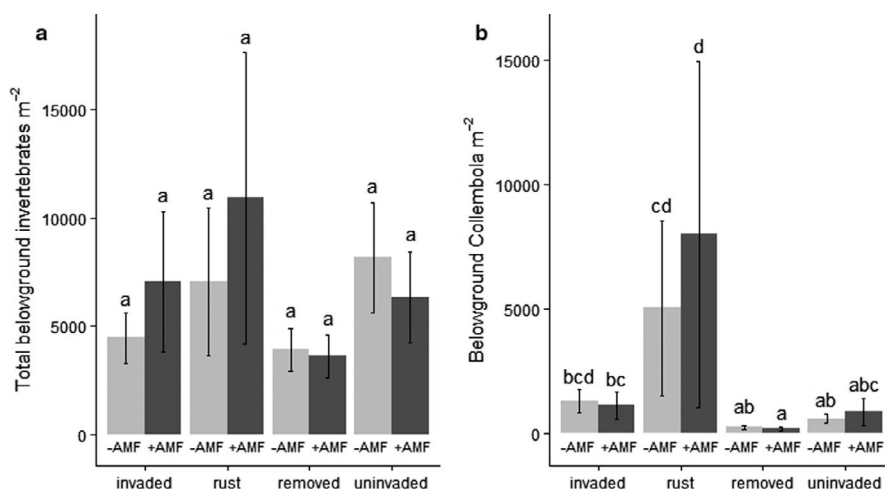 a
Total belowground invertebrates m⁻²
15000
10000
5000
0
a a a a a a a a
-AMF +AMF -AMF +AMF -AMF +AMF -AMF +AMF
invaded rust removed uninvaded
b
Belowground Collembola m⁻²
15000
10000
5000
0
bcd bc cd d ab a ab abc
-AMF +AMF -AMF +AMF -AMF +AMF -AMF +AMF
invaded rust removed uninvaded